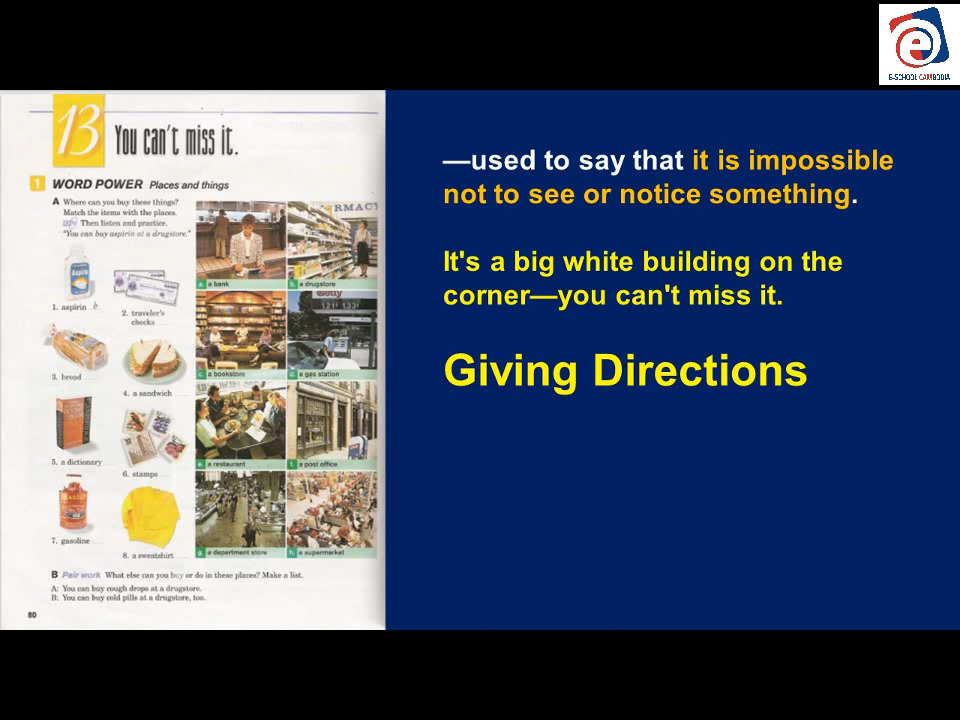 E-SCHOOL CAMBODIA
13 You can't miss it.
1 WORD POWER Places and things
A Where can you buy these things?
Match the items with the places.
Then listen and practice.
"You can buy aspirin at a drugstore."
Aspirin
RMACY
a. a bank
b. a drugstore
1. aspirin b
2. traveler's
checks
Getty
c. a bookstore
d. a gas station
3. bread
4. a sandwich
5. a dictionary
6. stamps
e. a restaurant
f. a post office
7. gasoline
8. a sweatshirt
g. a department store
h. a supermarket
B Pair work What else can you buy or do in these places? Make a list.
A: You can buy cough drops at a drugstore.
B: You can buy cold pills at a drugstore, too.
80
—used to say that it is impossible
not to see or notice something.
It's a big white building on the
corner—you can't miss it.
Giving Directions